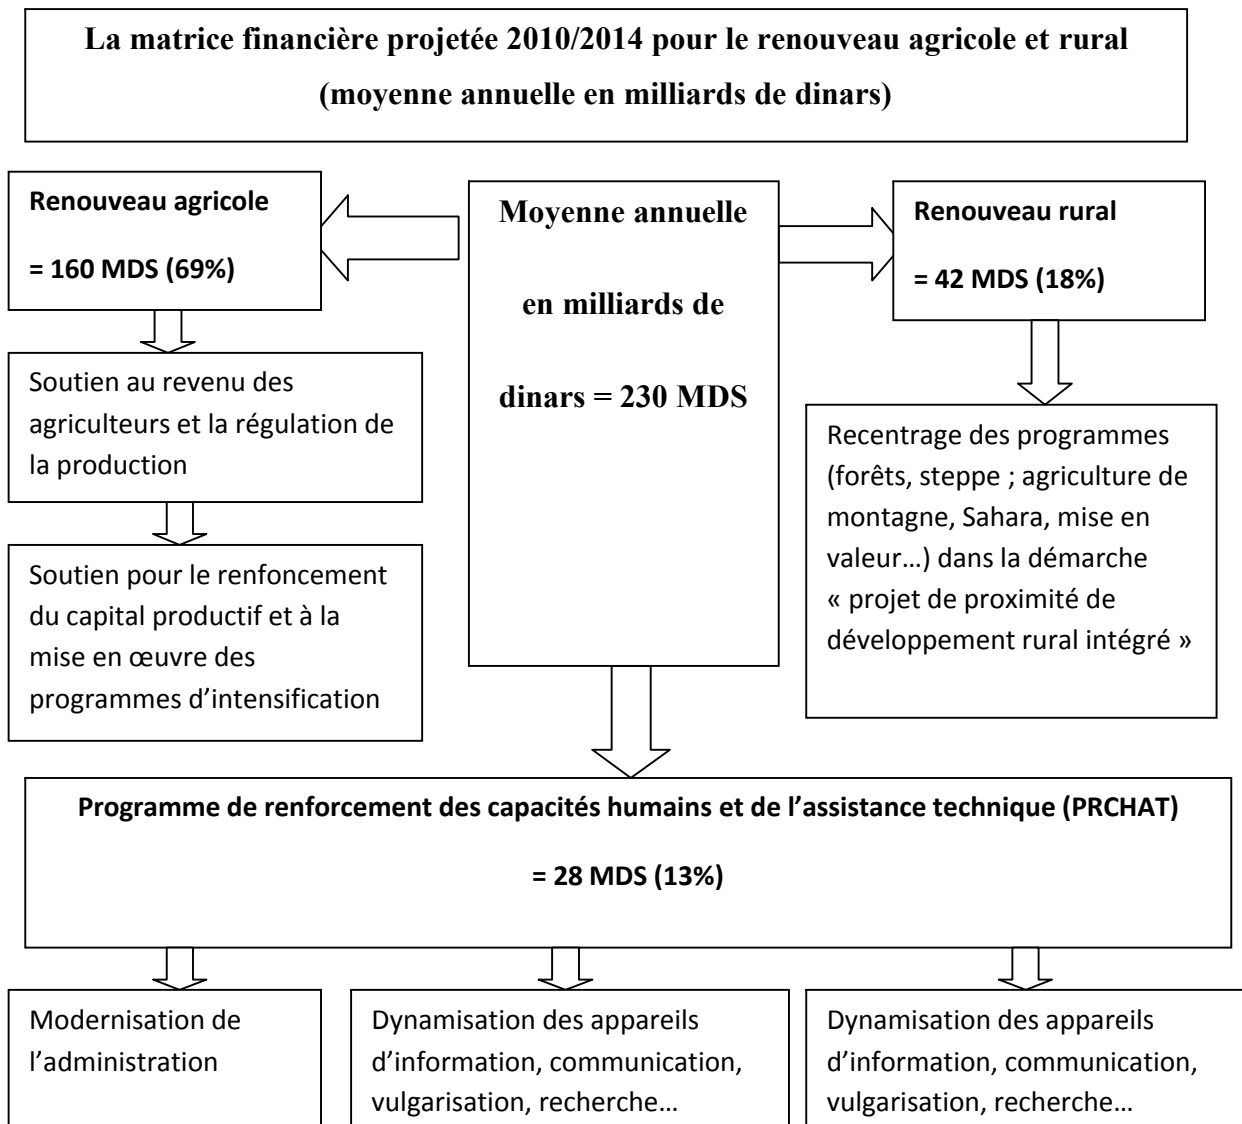 La matrice financière projetée 2010/2014 pour le renouveau agricole et rural
(moyenne annuelle en milliards de dinars)
Renouveau agricole
= 160 MDS (69%)
Moyenne annuelle
en milliards de
dinars = 230 MDS
Renouveau rural
= 42 MDS (18%)
Soutien au revenu des
agriculteurs et la régulation de
la production
Soutien pour le renfoncement
du capital productif et à la
mise en œuvre des
programmes d’intensification
Recentrage des programmes
(forêts, steppe ; agriculture de
montagne, Sahara, mise en
valeur…) dans la démarche
« projet de proximité de
développement rural intégré »
Programme de renforcement des capacités humains et de l’assistance technique (PRCHAT)
= 28 MDS (13%)
Modernisation de
l’administration
Dynamisation des appareils
d’information, communication,
vulgarisation, recherche…
Dynamisation des appareils
d’information, communication,
vulgarisation, recherche…